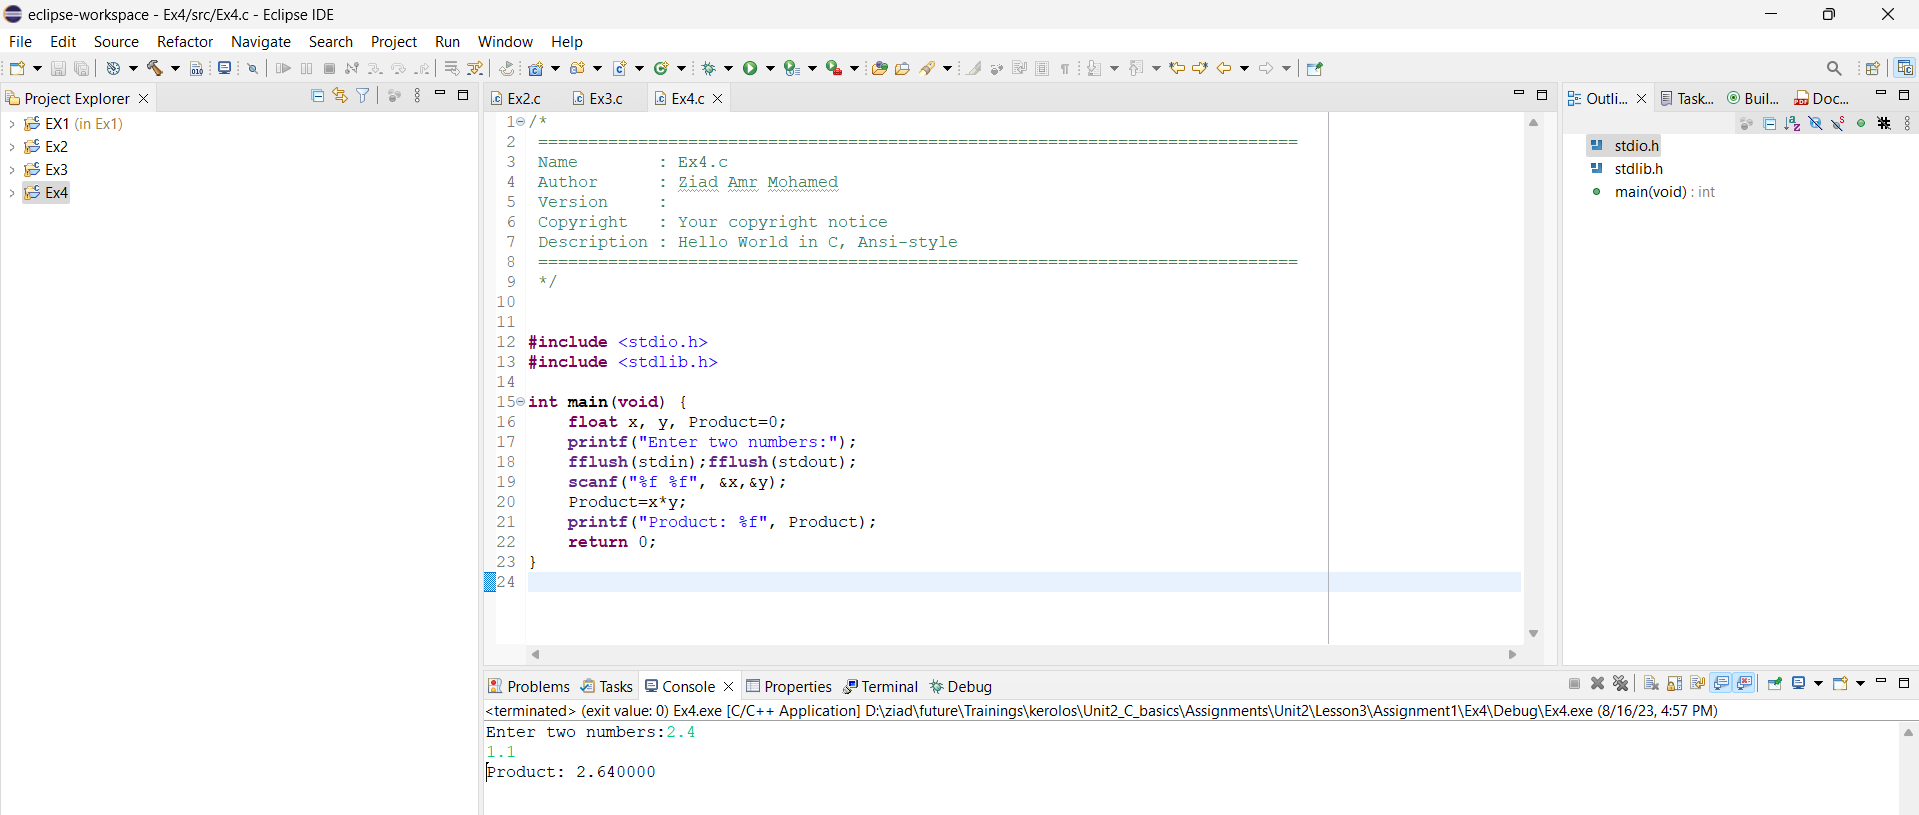 eclipse-workspace - Ex4/src/Ex4.c - Eclipse IDE
File Edit Source Refactor Navigate Search Project Run Window Help
Project Explorer
EX1 (in Ex1)
Ex2
Ex3
Ex4
Ex2.c Ex3.c Ex4.c
1 /*
2 ============================================================================
3 Name        : Ex4.c
4 Author      : Ziad Amr Mohamed
5 Version     :
6 Copyright   : Your copyright notice
7 Description : Hello World in C, Ansi-style
8 ============================================================================
9 */
10
11
12 #include <stdio.h>
13 #include <stdlib.h>
14
15 int main(void) {
16     float x, y, Product=0;
17     printf("Enter two numbers:");
18     fflush(stdin);fflush(stdout);
19     scanf("%f %f", &x,&y);
20     Product=x*y;
21     printf("Product: %f", Product);
22     return 0;
23 }
24
Outli... Task... Buil... Doc...
stdio.h
stdlib.h
main(void) : int
Problems Tasks Console Properties Terminal Debug
<terminated> (exit value: 0) Ex4.exe [C/C++ Application] D:\ziad\future\Trainings\kerolos\Unit2_C_basics\Assignments\Unit2\Lesson3\Assignment1\Ex4\Debug\Ex4.exe (8/16/23, 4:57 PM)
Enter two numbers:2.4
1.1
Product: 2.640000